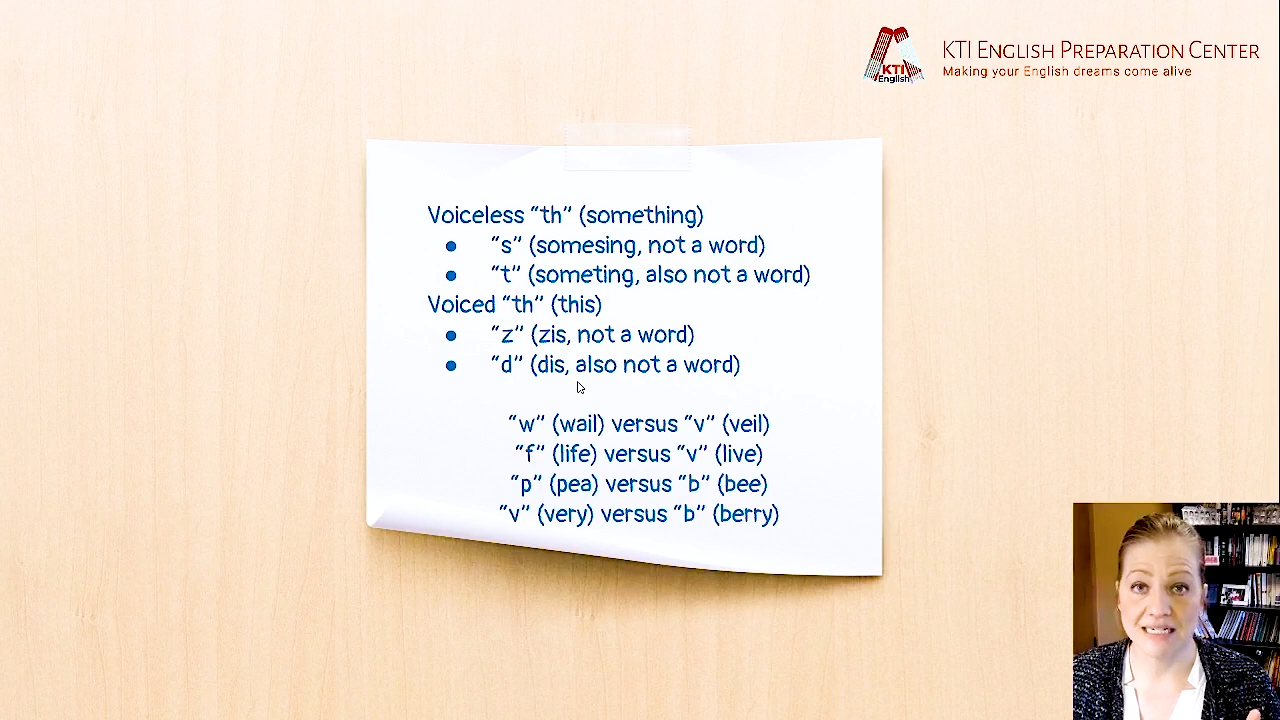 KTI ENGLISH PREPARATION CENTER
Making your English dreams come alive
KTI
English
Voiceless “th” (something)
● “s” (somesing, not a word)
● “t” (someting, also not a word)
Voiced “th” (this)
● “z” (zis, not a word)
● “d” (dis, also not a word)
“w” (wail) versus “v” (veil)
“f” (life) versus “v” (live)
“p” (pea) versus “b” (bee)
“v” (very) versus “b” (berry)